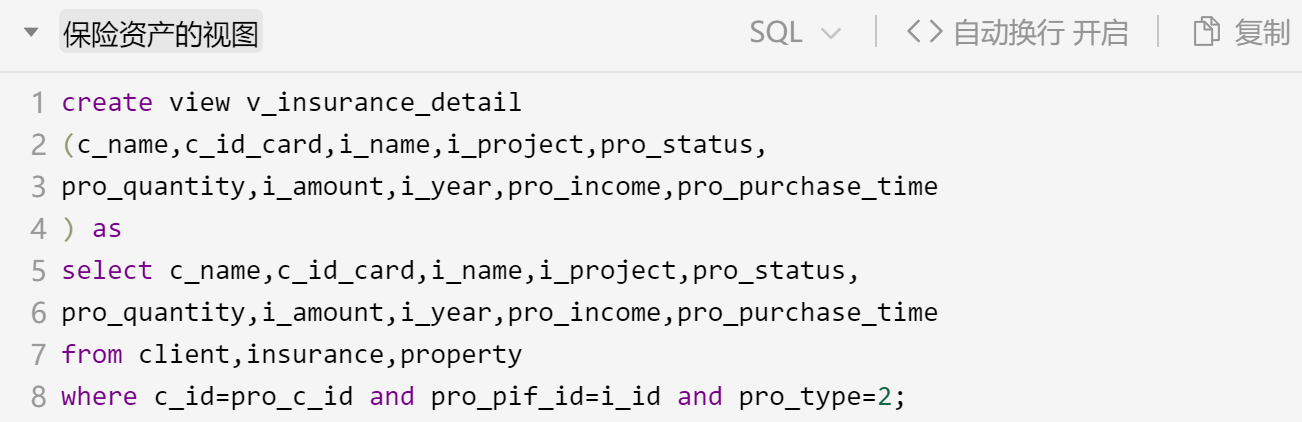 保险资产的视图 SQL 自动换行 开启 复制
1 create view v_insurance_detail
2 (c_name,c_id_card,i_name,i_project,pro_status,
3 pro_quantity,i_amount,i_year,pro_income,pro_purchase_time
4 ) as
5 select c_name,c_id_card,i_name,i_project,pro_status,
6 pro_quantity,i_amount,i_year,pro_income,pro_purchase_time
7 from client,insurance,property
8 where c_id=pro_c_id and pro_pif_id=i_id and pro_type=2;